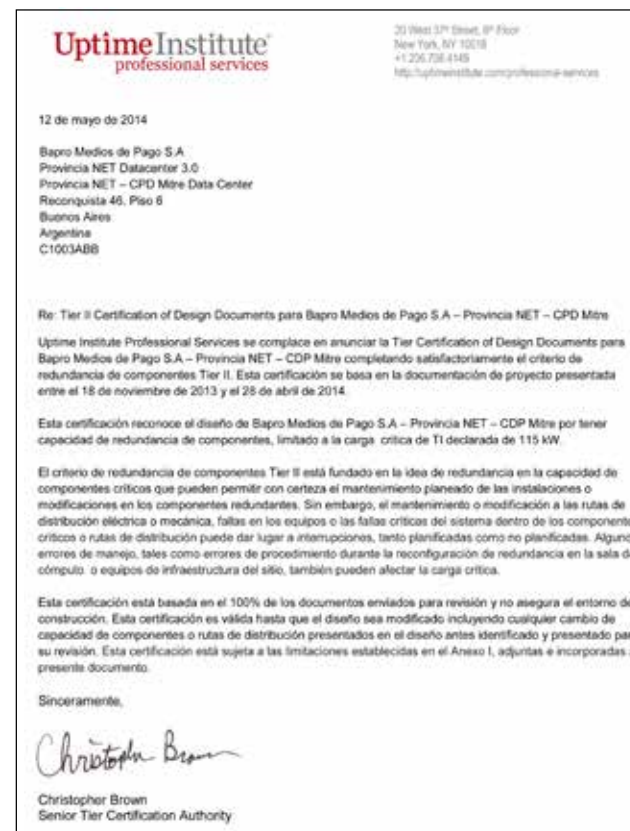 Uptime Institute
professional services
20 West 37th Street, 6th Floor
New York, NY 10018
+1 206.706.4149
http://uptimeinstitute.com/professional-services
12 de mayo de 2014
Bapro Medios de Pago S.A
Provincia NET Datacenter 3.0
Provincia NET – CPD Mitre Data Center
Reconquista 46, Piso 6
Buenos Aires
Argentina
C1003ABB
Re: Tier II Certification of Design Documents para Bapro Medios de Pago S.A – Provincia NET – CPD Mitre
Uptime Institute Professional Services se complace en anunciar la Tier Certification of Design Documents para
Bapro Medios de Pago S.A – Provincia NET – CDP Mitre completando satisfactoriamente el criterio de
redundancia de componentes Tier II. Esta certificación se basa en la documentación de proyecto presentada
entre el 18 de noviembre de 2013 y el 28 de abril de 2014.
Esta certificación reconoce el diseño de Bapro Medios de Pago S.A – Provincia NET – CDP Mitre por tener
capacidad de redundancia de componentes, limitado a la carga crítica de TI declarada de 115 kW.
El criterio de redundancia de componentes Tier II está fundado en la idea de redundancia en la capacidad de
componentes críticos que pueden permitir con certeza el mantenimiento planeado de las instalaciones o
modificaciones en los componentes redundantes. Sin embargo, el mantenimiento o modificación a las rutas de
distribución eléctrica o mecánica, fallas en los equipos o las fallas críticas del sistema dentro de los componente
críticos o rutas de distribución puede dar lugar a interrupciones, tanto planificadas como no planificadas. Alguno
errores de manejo, tales como errores de procedimiento durante la reconfiguración de redundancia en la sala de
cómputo o equipos de infraestructura del sitio, también pueden afectar la carga crítica.
Esta certificación está basada en el 100% de los documentos enviados para revisión y no asegura el entorno de
construcción. Esta certificación es válida hasta que el diseño sea modificado incluyendo cualquier cambio de
capacidad de componentes o rutas de distribución presentados en el diseño antes identificado y presentado par
su revisión. Esta certificación está sujeta a las limitaciones establecidas en el Anexo I, adjuntas e incorporadas a
presente documento.
Sinceramente,
Christopher Brown
Christopher Brown
Senior Tier Certification Authority